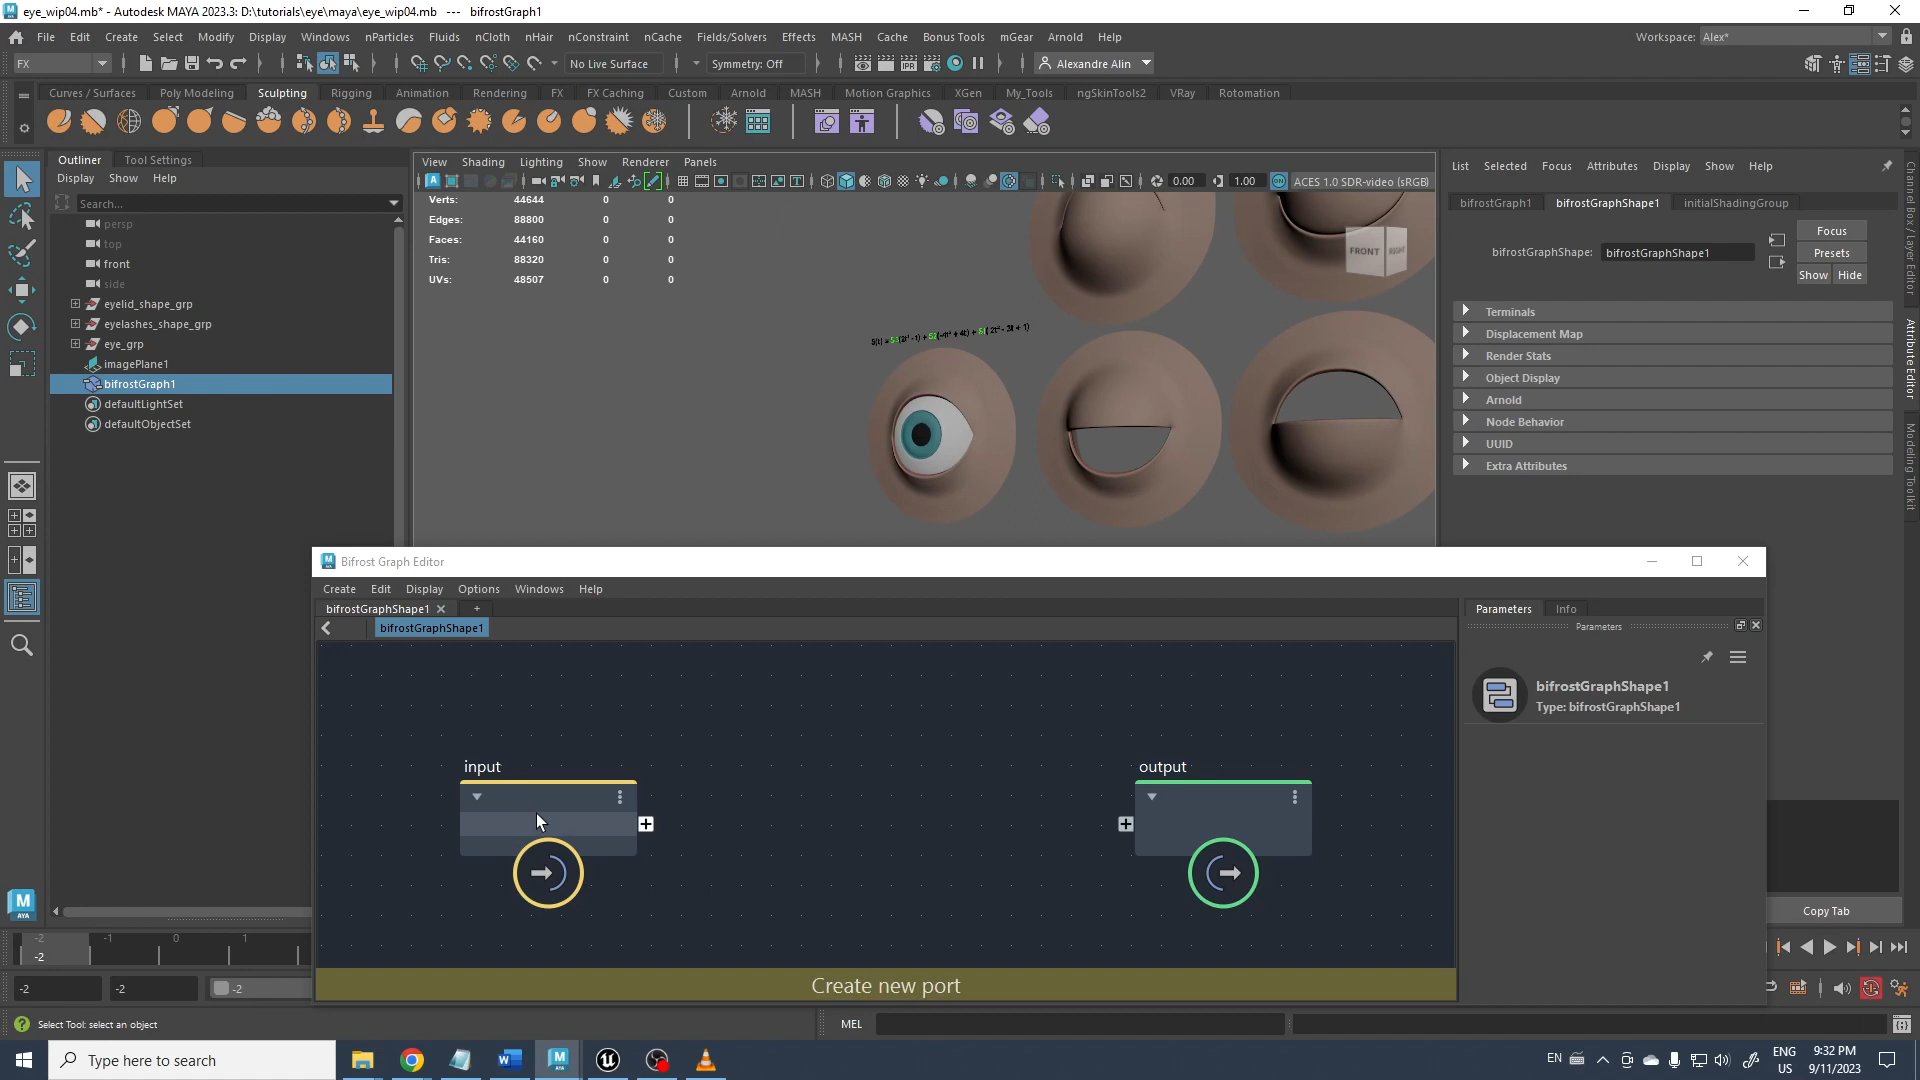 eye_wip04.mb* - Autodesk MAYA 2023.3: D:\tutorials\eye\maya\eye_wip04.mb --- bifrostGraph1
File Edit Create Select Modify Display Windows nParticles Fluids nCloth nHair nConstraint nCache Fields/Solvers Effects MASH Cache Bonus Tools mGear Arnold Help
Workspace: Alex*
FX
No Live Surface
Symmetry: Off
Alexandre Alin
Curves / Surfaces Poly Modeling Sculpting Rigging Animation Rendering FX FX Caching Custom Arnold MASH Motion Graphics XGen My_Tools ngSkinTools2 VRay Rotomation
Outliner Tool Settings
Display Show Help
Search...
persp
top
front
side
eyelid_shape_grp
eyelashes_shape_grp
eye_grp
imagePlane1
bifrostGraph1
defaultLightSet
defaultObjectSet
View Shading Lighting Show Renderer Panels
0.00 1.00 ACES 1.0 SDR-video (sRGB)
Verts: 44644 0 0
Edges: 88800 0 0
Faces: 44160 0 0
Tris: 88320 0 0
UVs: 48507 0 0
FRONT RIGHT
List Selected Focus Attributes Display Show Help
bifrostGraph1 bifrostGraphShape1 initialShadingGroup
Focus
bifrostGraphShape: bifrostGraphShape1
Presets
Show Hide
Terminals
Displacement Map
Render Stats
Object Display
Arnold
Node Behavior
UUID
Extra Attributes
Channel Box / Layer Editor
Attribute Editor
Modeling Toolkit
Bifrost Graph Editor
Create Edit Display Options Windows Help
bifrostGraphShape1 +
bifrostGraphShape1
Parameters Info
Parameters
bifrostGraphShape1
Type: bifrostGraphShape1
input
output
Create new port
Copy Tab
-2 -1 0 1
-2
-2 -2 -2
Select Tool: select an object
MEL
Type here to search
EN
ENG
US
9:32 PM
9/11/2023